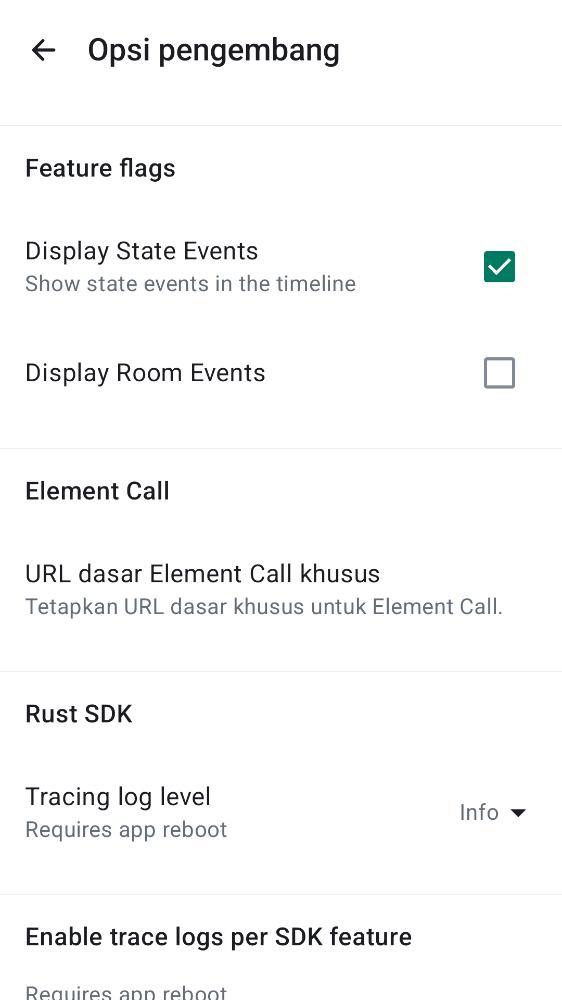 Opsi pengembang
Feature flags
Display State Events
Show state events in the timeline
Display Room Events
Element Call
URL dasar Element Call khusus
Tetapkan URL dasar khusus untuk Element Call.
Rust SDK
Tracing log level
Info
Requires app reboot
Enable trace logs per SDK feature
Requires app reboot